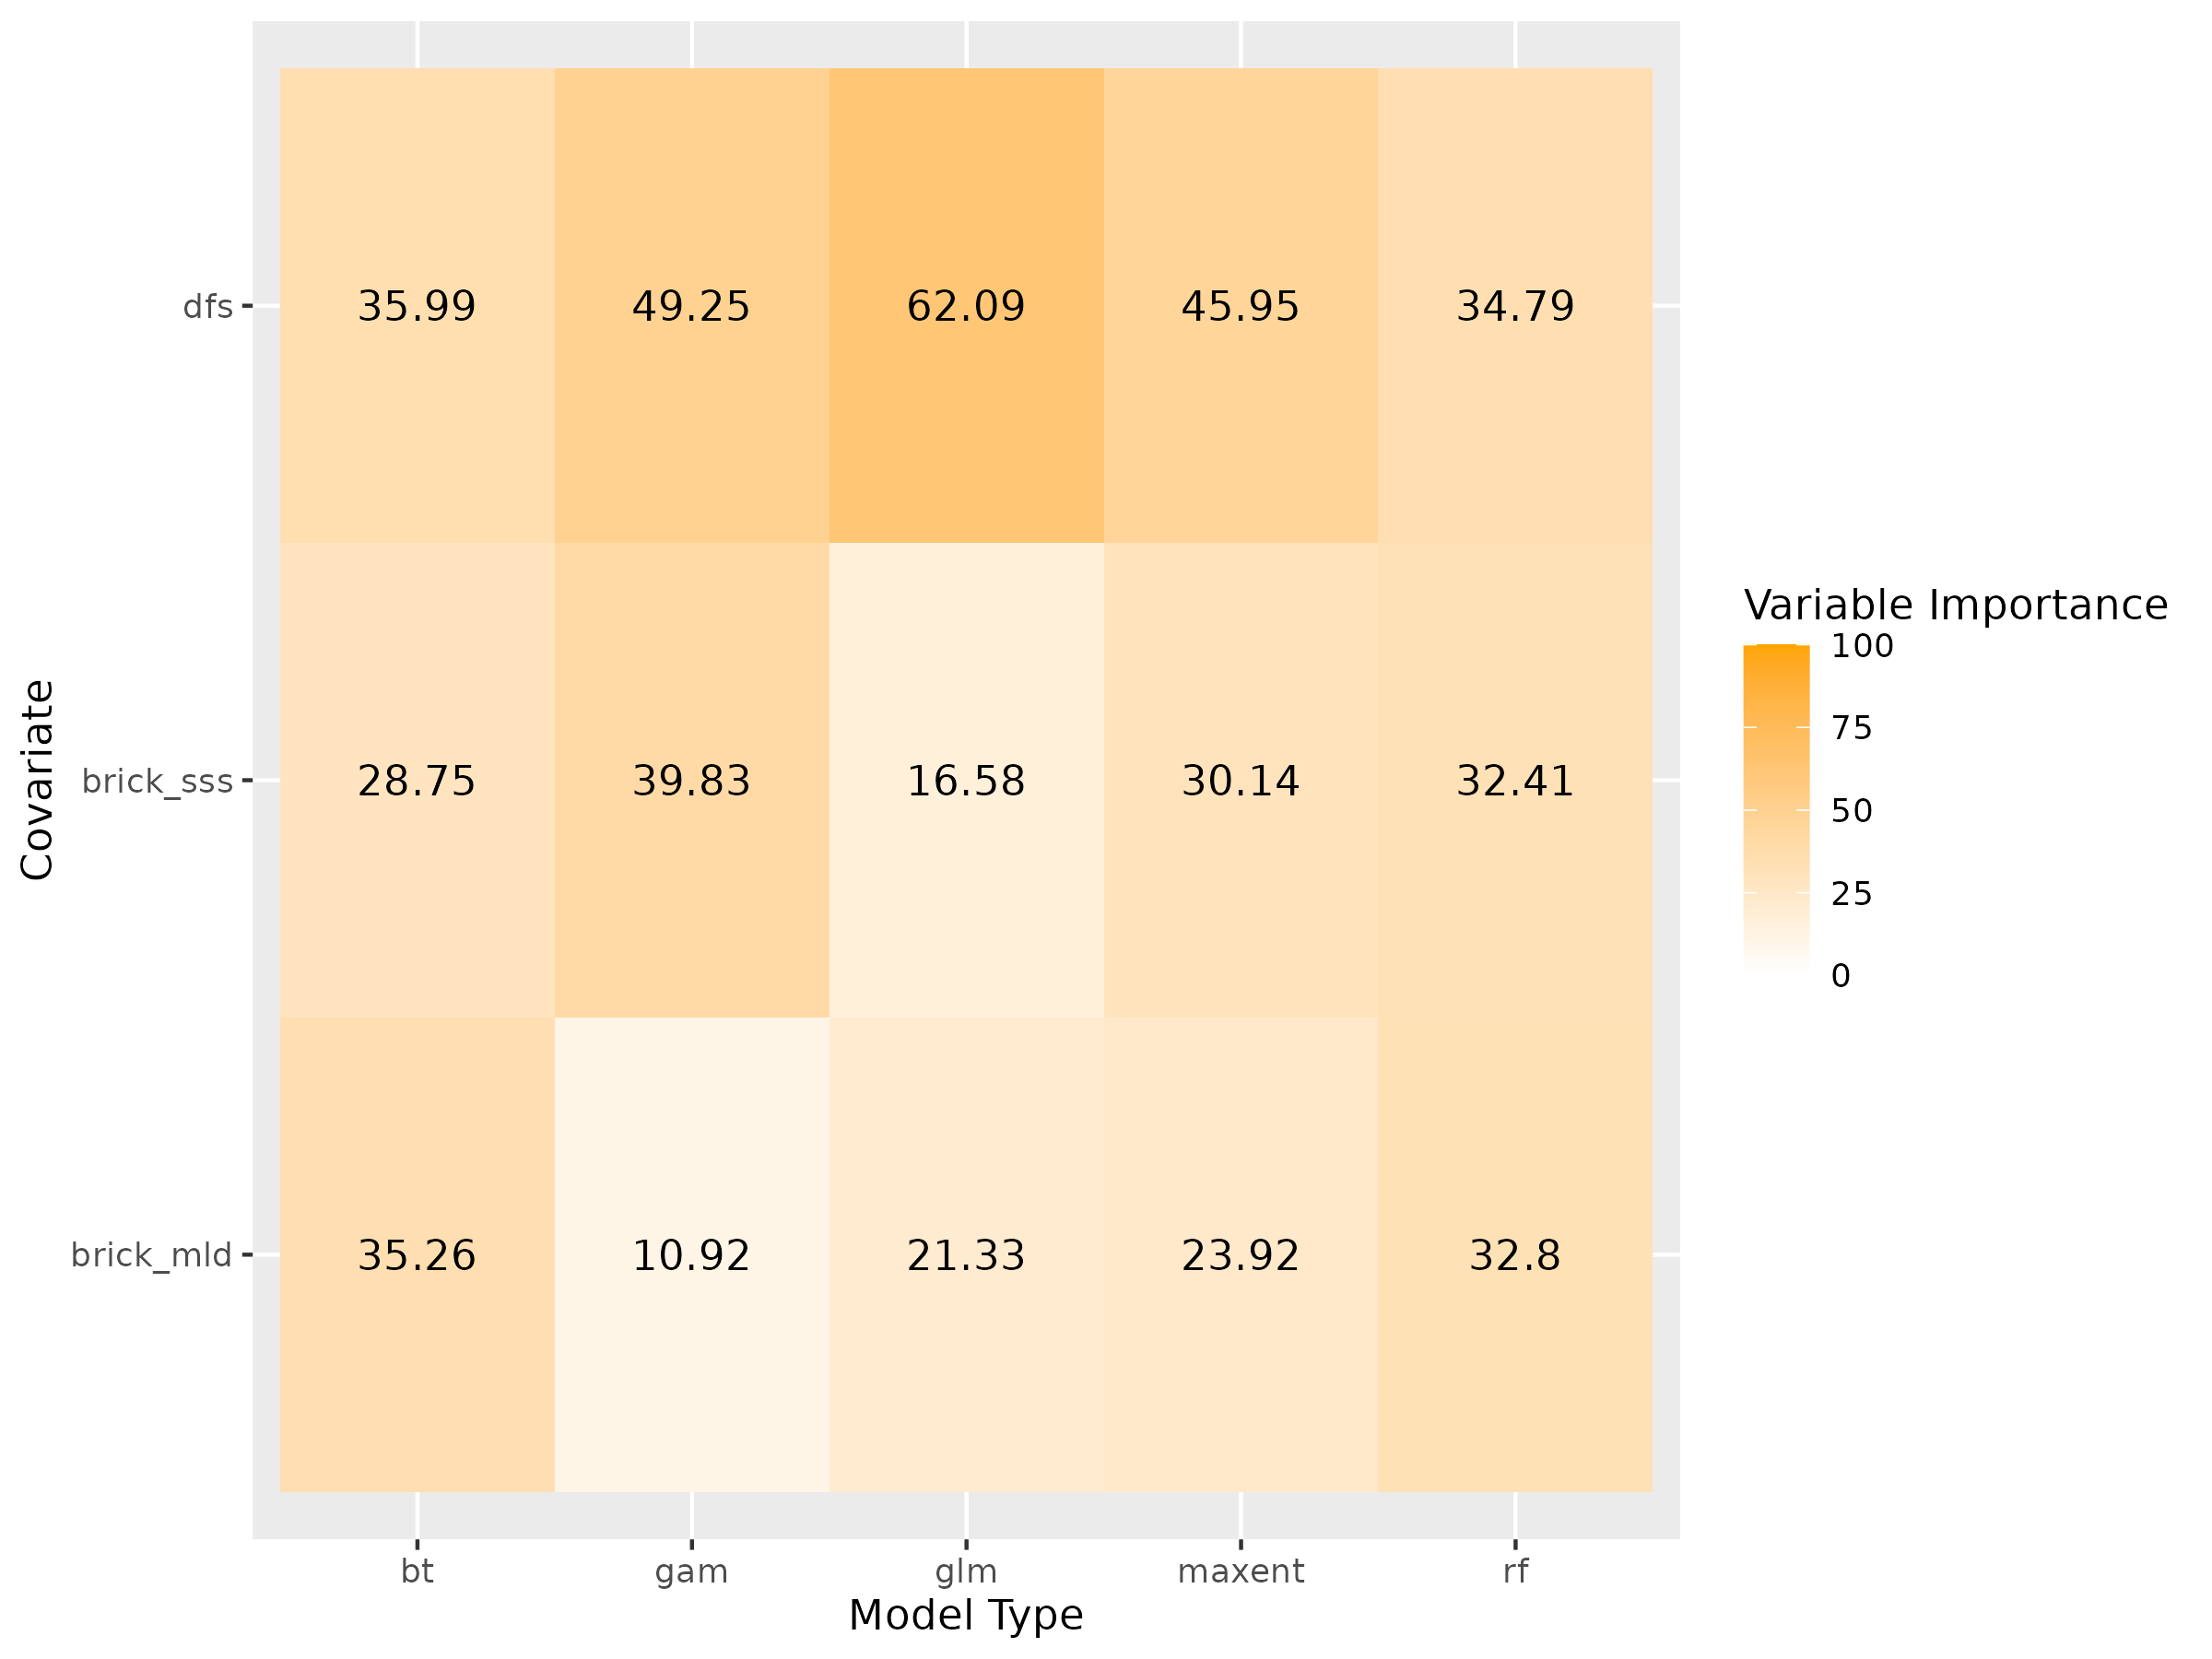 dfs
35.99 49.25 62.09 45.95 34.79
brick_sss
28.75 39.83 16.58 30.14 32.41
brick_mld
35.26 10.92 21.33 23.92 32.8
Covariate
bt gam glm maxent rf
Model Type
Variable Importance
100
75
50
25
0